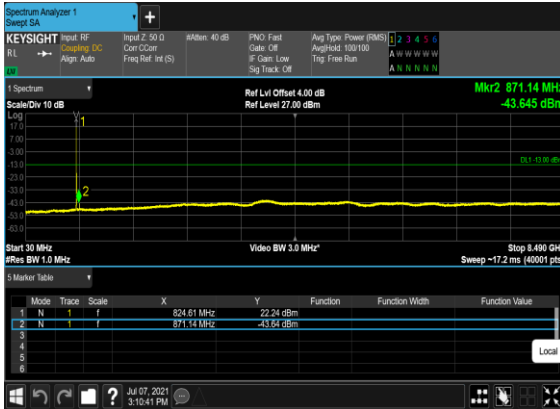 Spectrum Analyzer 1
Swept SA
+
KEYSIGHT Input: RF Input Z: 50 Ω #Atten: 40 dB PNO: Fast Avg Type: Power (RMS) 1 2 3 4 5 6
RL Coupling: DC Corr CCorr Gate: Off Avg|Hold: 100/100 A W W W W W
Align: Auto Freq Ref: Int (S) IF Gain: Low Trig: Free Run
Sig Track: Off A N N N N N
1 Spectrum Ref Lvl Offset 4.00 dB Mkr2 871.14 MHz
Scale/Div 10 dB Ref Level 27.00 dBm -43.645 dBm
Log
17.0
7.00
-3.00
-13.0 DL1 -13.00 dBm
-23.0
-33.0
-43.0
-53.0
-63.0
1
2
Start 30 MHz Video BW 3.0 MHz* Stop 8.490 GHz
#Res BW 1.0 MHz Sweep ~17.2 ms (40001 pts)
5 Marker Table
Mode Trace Scale X Y Function Function Width Function Value
1 N 1 f 824.61 MHz 22.24 dBm
2 N 1 f 871.14 MHz -43.64 dBm
3
4
5
6
Local
? Jul 07, 2021
3:10:41 PM